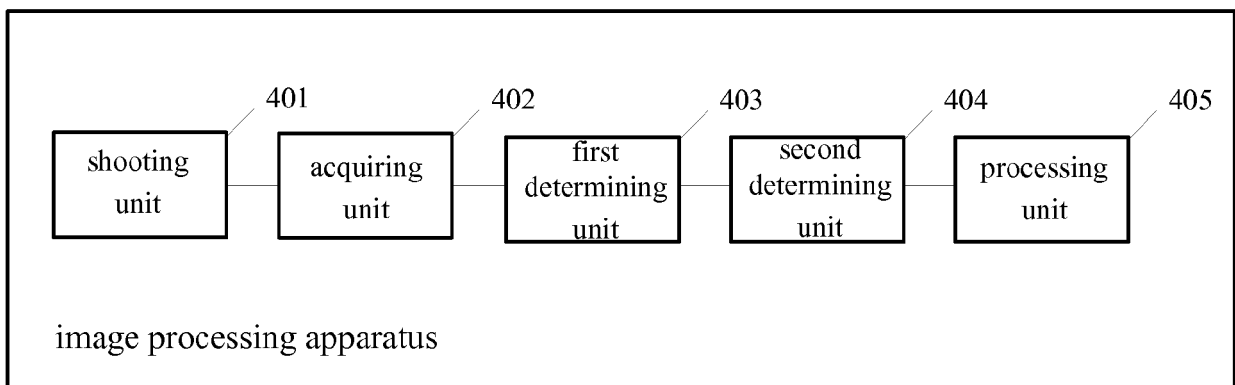 401
402
403
404
405
shooting
unit
acquiring
unit
first
determining
unit
second
determining
unit
processing
unit
image processing apparatus